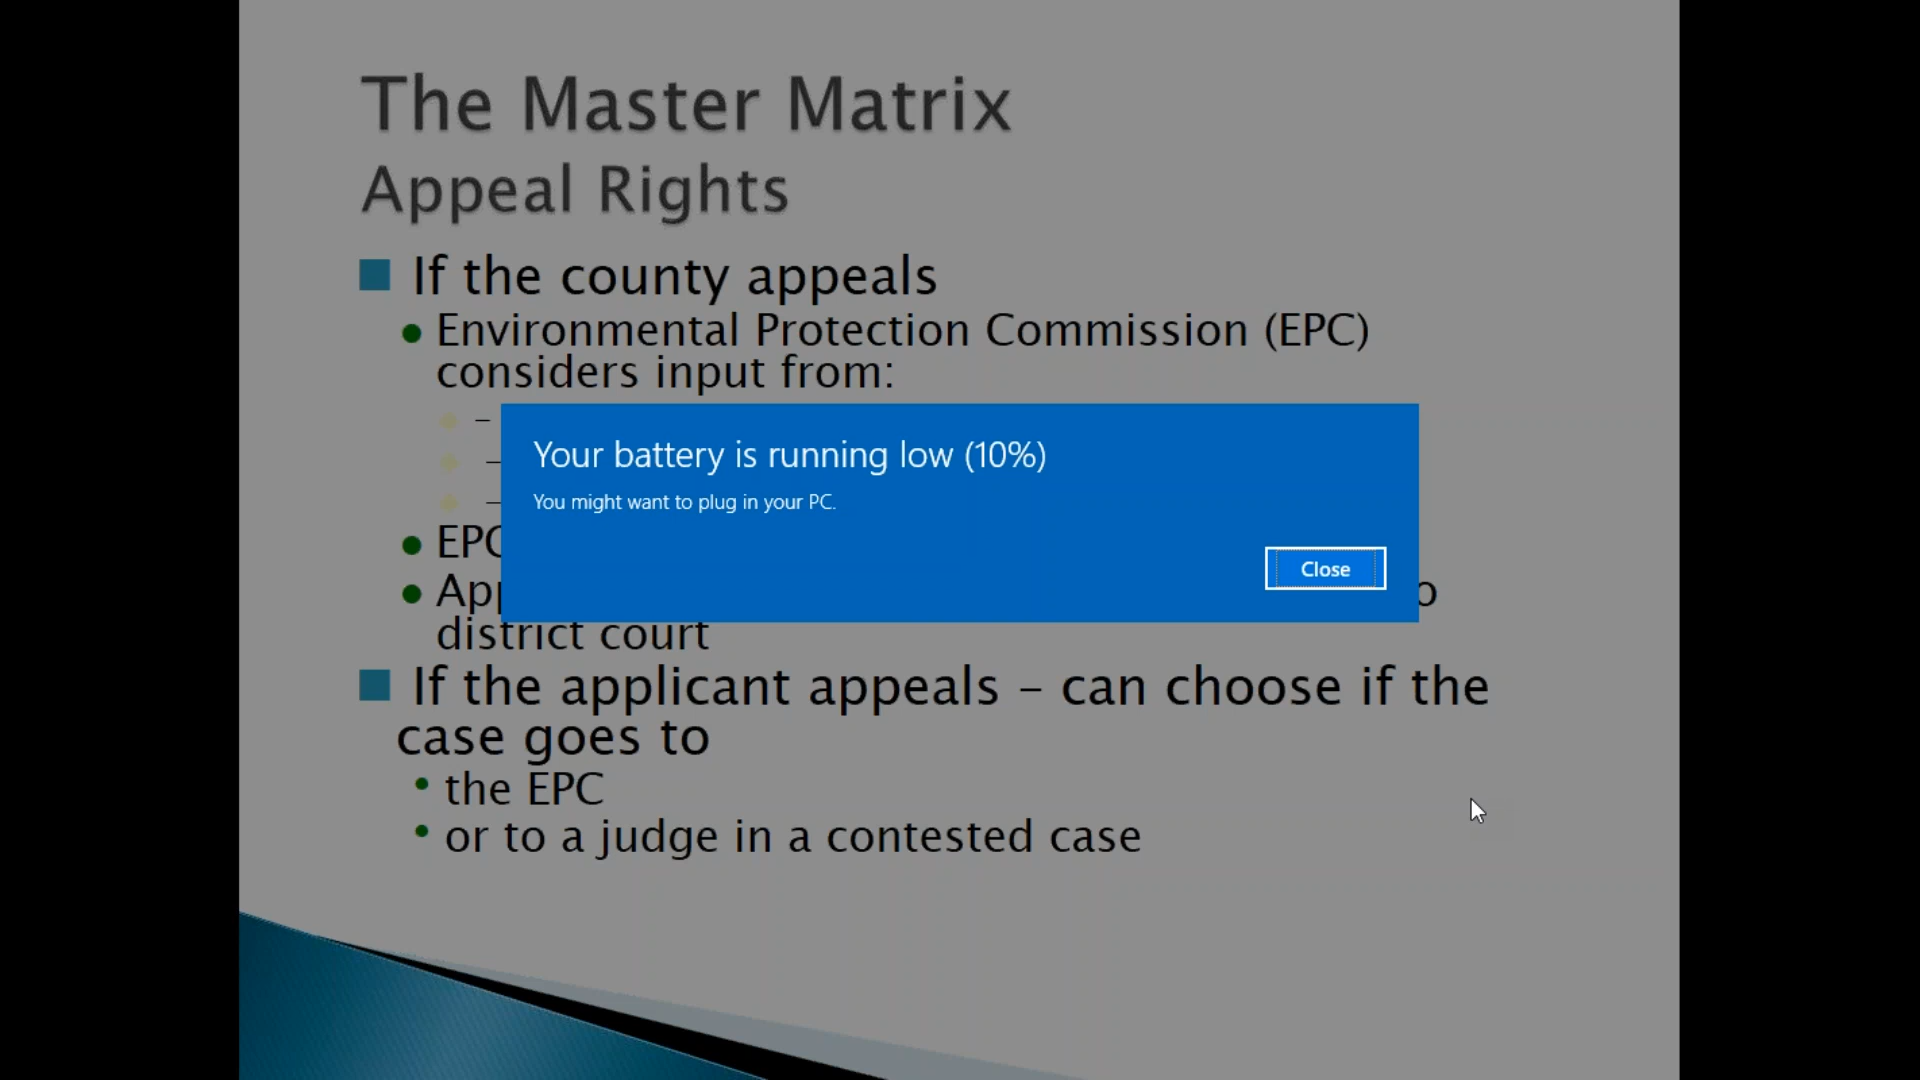 The Master Matrix
Appeal Rights
If the county appeals
Environmental Protection Commission (EPC)
considers input from:
–
–
–
Your battery is running low (10%)
You might want to plug in your PC.
Close
district court
If the applicant appeals – can choose if the
case goes to
the EPC
or to a judge in a contested case